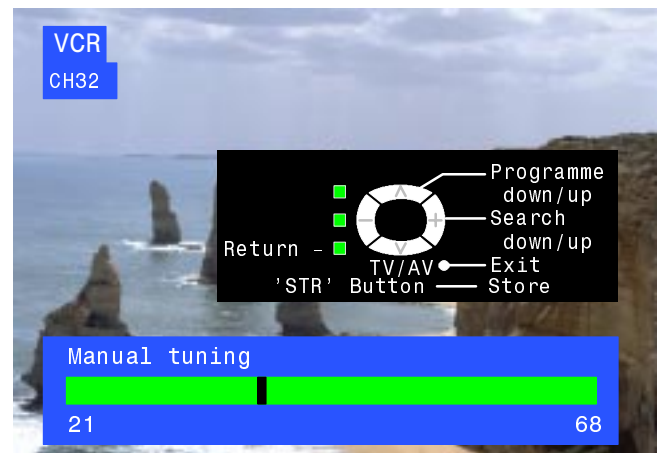 VCR
CH32
Programme
down/up
Search
down/up
Return
TV/AV Exit
'STR' Button Store
Manual tuning
21 68